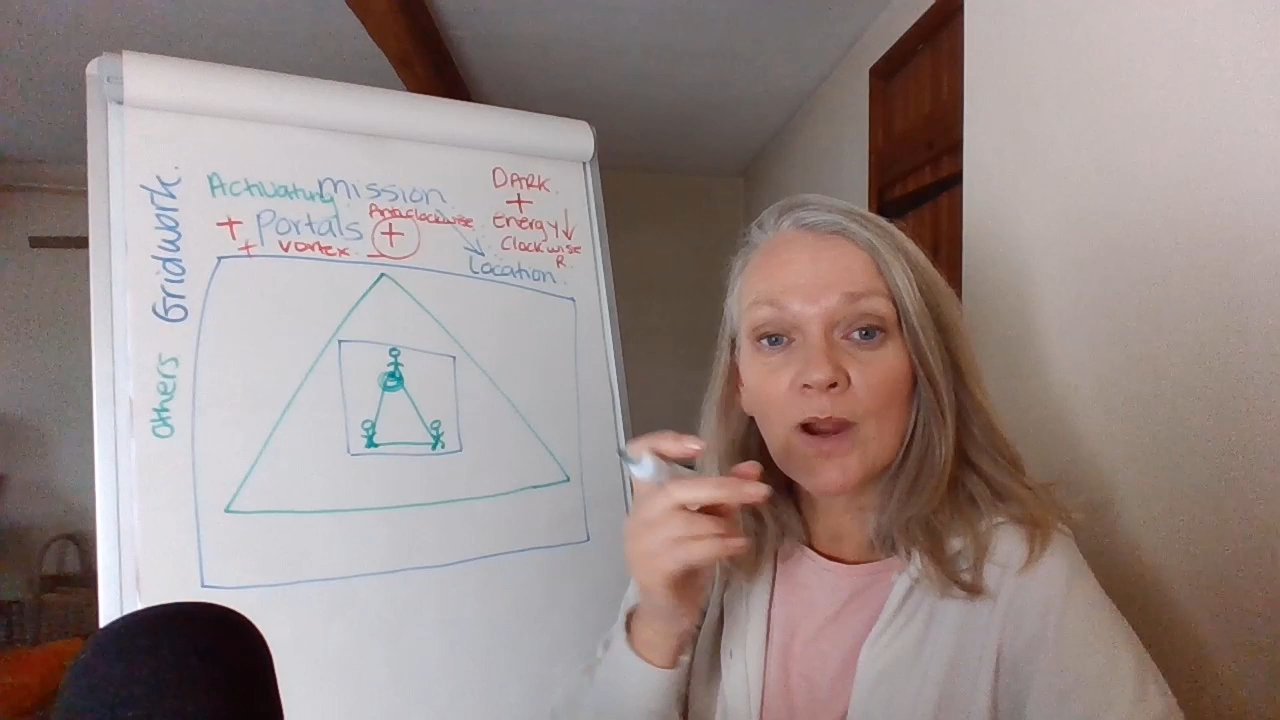 Gridwork.
Others
Activating Mission
+ Portals Anticlockwise
+ Vortex. +
DARK.
+
Energy ↓
Clockwise
R.
Location.